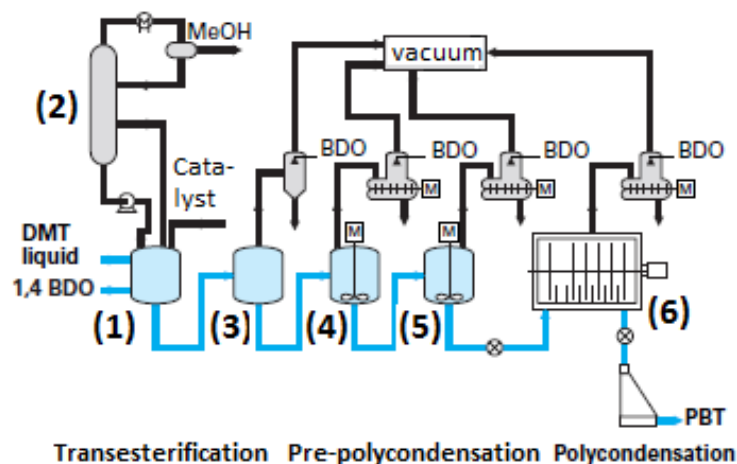 MeOH
vacuum
(2)
BDO
BDO
BDO
BDO
Cata-
lyst
M
M
M
M
M
M
DMT
liquid
1,4 BDO
(1)
(3)
(4)
(5)
(6)
PBT
Transesterification Pre-polycondensation Polycondensation